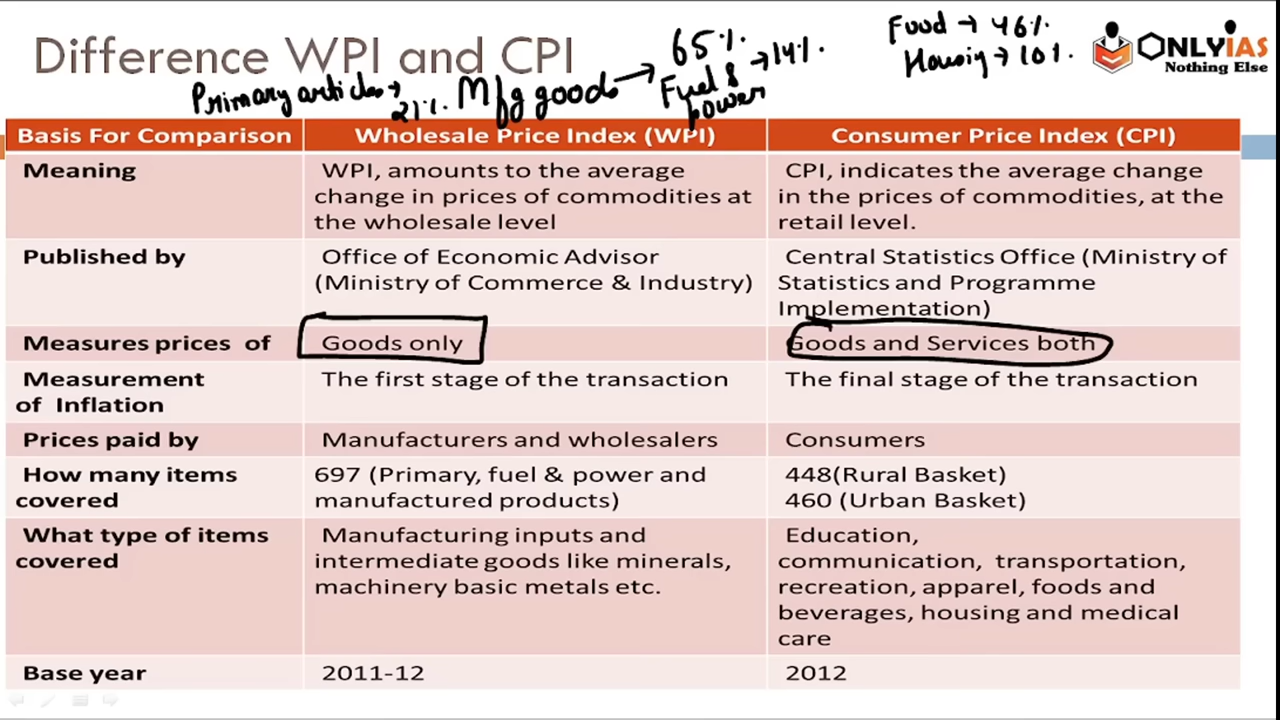 Difference WPI and CPI
Primary articles → 21%.
Mfg goods → 65%.
Fuel & power → 14%.
Food → 46%.
Housing → 10%.
ONLYIAS
Nothing Else
Basis For Comparison Wholesale Price Index (WPI) Consumer Price Index (CPI)
Meaning
WPI, amounts to the average
change in prices of commodities at
the wholesale level
CPI, indicates the average change
in the prices of commodities, at the
retail level.
Published by
Office of Economic Advisor
(Ministry of Commerce & Industry)
Central Statistics Office (Ministry of
Statistics and Programme
Implementation)
Measures prices of Goods only Goods and Services both
Measurement
of Inflation
The first stage of the transaction
The final stage of the transaction
Prices paid by Manufacturers and wholesalers Consumers
How many items
covered
697 (Primary, fuel & power and
manufactured products)
448(Rural Basket)
460 (Urban Basket)
What type of items
covered
Manufacturing inputs and
intermediate goods like minerals,
machinery basic metals etc.
Education,
communication, transportation,
recreation, apparel, foods and
beverages, housing and medical
care
Base year 2011-12 2012